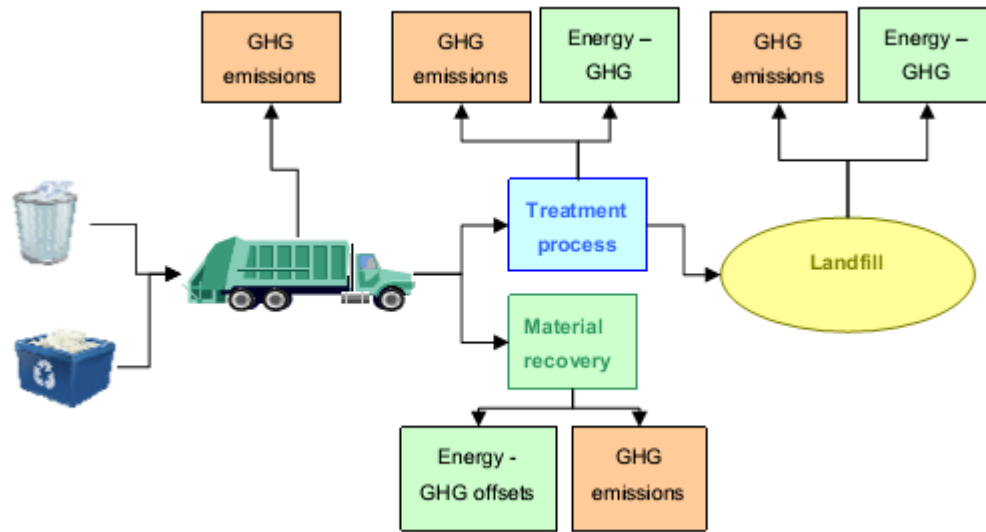 GHG
emissions
GHG
emissions
Energy –
GHG
GHG
emissions
Energy –
GHG
Treatment
process
Landfill
Material
recovery
Energy -
GHG offsets
GHG
emissions